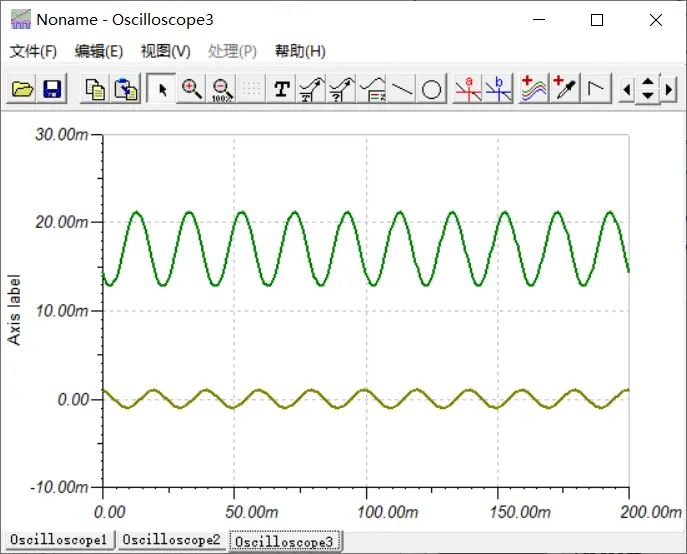 Noname - Oscilloscope3
文件(F) 编辑(E) 视图(V) 处理(P) 帮助(H)
100% T T ? a b
30.00m
20.00m
Axis label
10.00m
0.00
-10.00m
0.00 50.00m 100.00m 150.00m 200.00m
Oscilloscope1 Oscilloscope2 Oscilloscope3